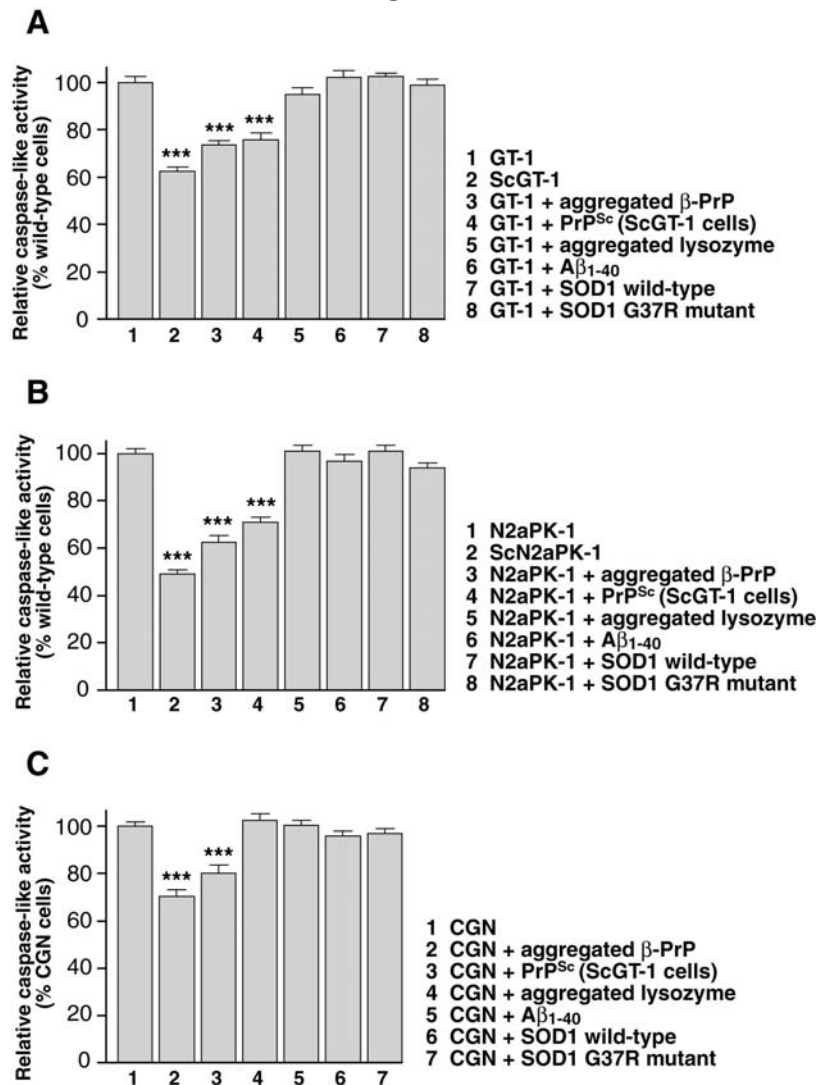 A
Relative caspase-like activity
(% wild-type cells)
100
80
60
40
20
0
***
***
***
1 2 3 4 5 6 7 8
1 GT-1
2 ScGT-1
3 GT-1 + aggregated β-PrP
4 GT-1 + PrPSc (ScGT-1 cells)
5 GT-1 + aggregated lysozyme
6 GT-1 + Aβ1-40
7 GT-1 + SOD1 wild-type
8 GT-1 + SOD1 G37R mutant
B
Relative caspase-like activity
(% wild-type cells)
100
80
60
40
20
0
***
***
***
1 2 3 4 5 6 7 8
1 N2aPK-1
2 ScN2aPK-1
3 N2aPK-1 + aggregated β-PrP
4 N2aPK-1 + PrPSc (ScGT-1 cells)
5 N2aPK-1 + aggregated lysozyme
6 N2aPK-1 + Aβ1-40
7 N2aPK-1 + SOD1 wild-type
8 N2aPK-1 + SOD1 G37R mutant
C
Relative caspase-like activity
(% CGN cells)
100
80
60
40
20
0
***
***
1 2 3 4 5 6 7
1 CGN
2 CGN + aggregated β-PrP
3 CGN + PrPSc (ScGT-1 cells)
4 CGN + aggregated lysozyme
5 CGN + Aβ1-40
6 CGN + SOD1 wild-type
7 CGN + SOD1 G37R mutant